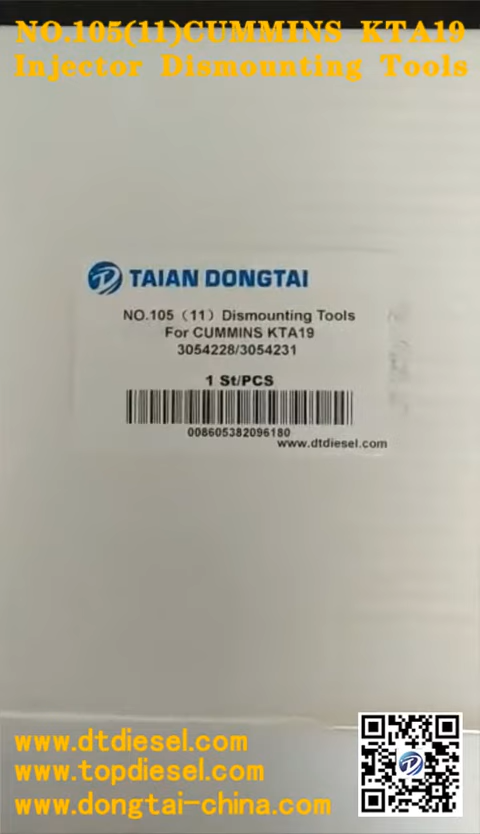 NO.105(11)CUMMINS KTA19
Injector Dismounting Tools
TAIAN DONGTAI
NO.105（11）Dismounting Tools
For CUMMINS KTA19
3054228/3054231
1 St/PCS
008605382096180
www.dtdiesel.com
www.dtdiesel.com
www.topdiesel.com
www.dongtai-china.com